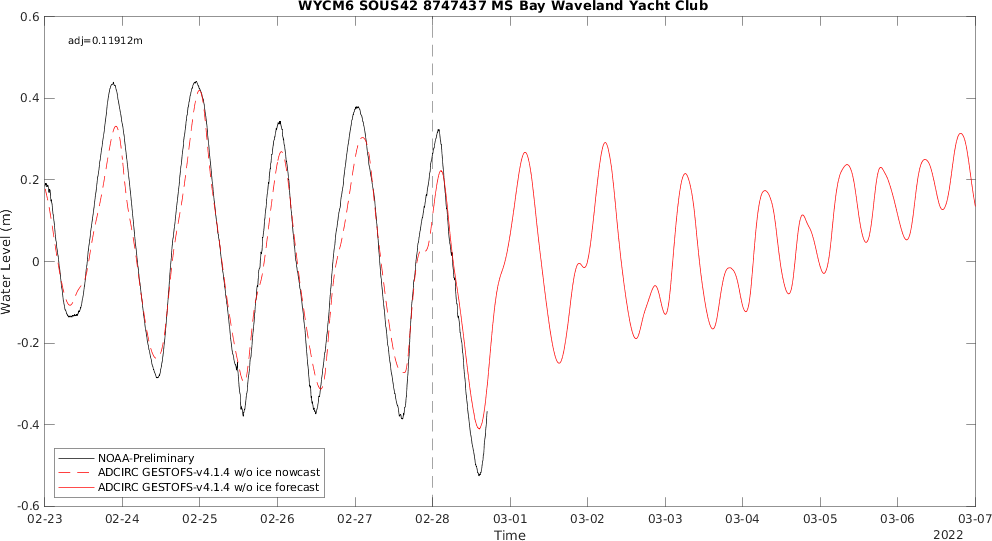 WYCM6 SOUS42 8747437 MS Bay Waveland Yacht Club
adj=0.11912m
0.6
0.4
0.2
0
-0.2
-0.4
-0.6
Water Level (m)
NOAA-Preliminary
ADCIRC GESTOFS-v4.1.4 w/o ice nowcast
ADCIRC GESTOFS-v4.1.4 w/o ice forecast
02-23 02-24 02-25 02-26 02-27 02-28 03-01 03-02 03-03 03-04 03-05 03-06 03-07
Time
2022